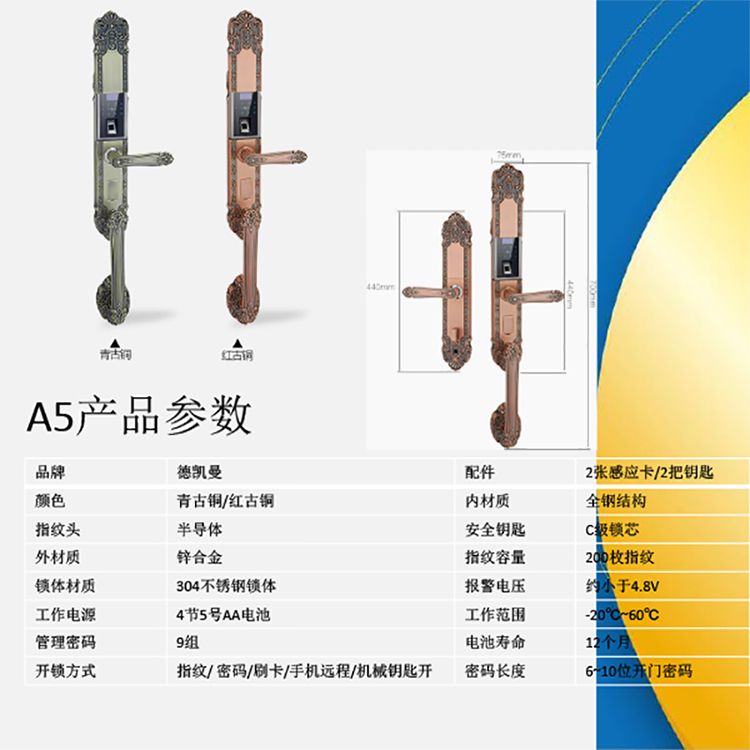 75mm
440mm
440mm
700mm
青古铜
红古铜
A5产品参数
品牌 德凯曼 配件 2张感应卡/2把钥匙
颜色 青古铜/红古铜 内材质 全钢结构
指纹头 半导体 安全钥匙 C级锁芯
外材质 锌合金 指纹容量 200枚指纹
锁体材质 304不锈钢锁体 报警电压 约小于4.8V
工作电源 4节5号AA电池 工作范围 -20℃~60℃
管理密码 9组 电池寿命 12个月
开锁方式 指纹/ 密码/刷卡/手机远程/机械钥匙开 密码长度 6~10位开门密码